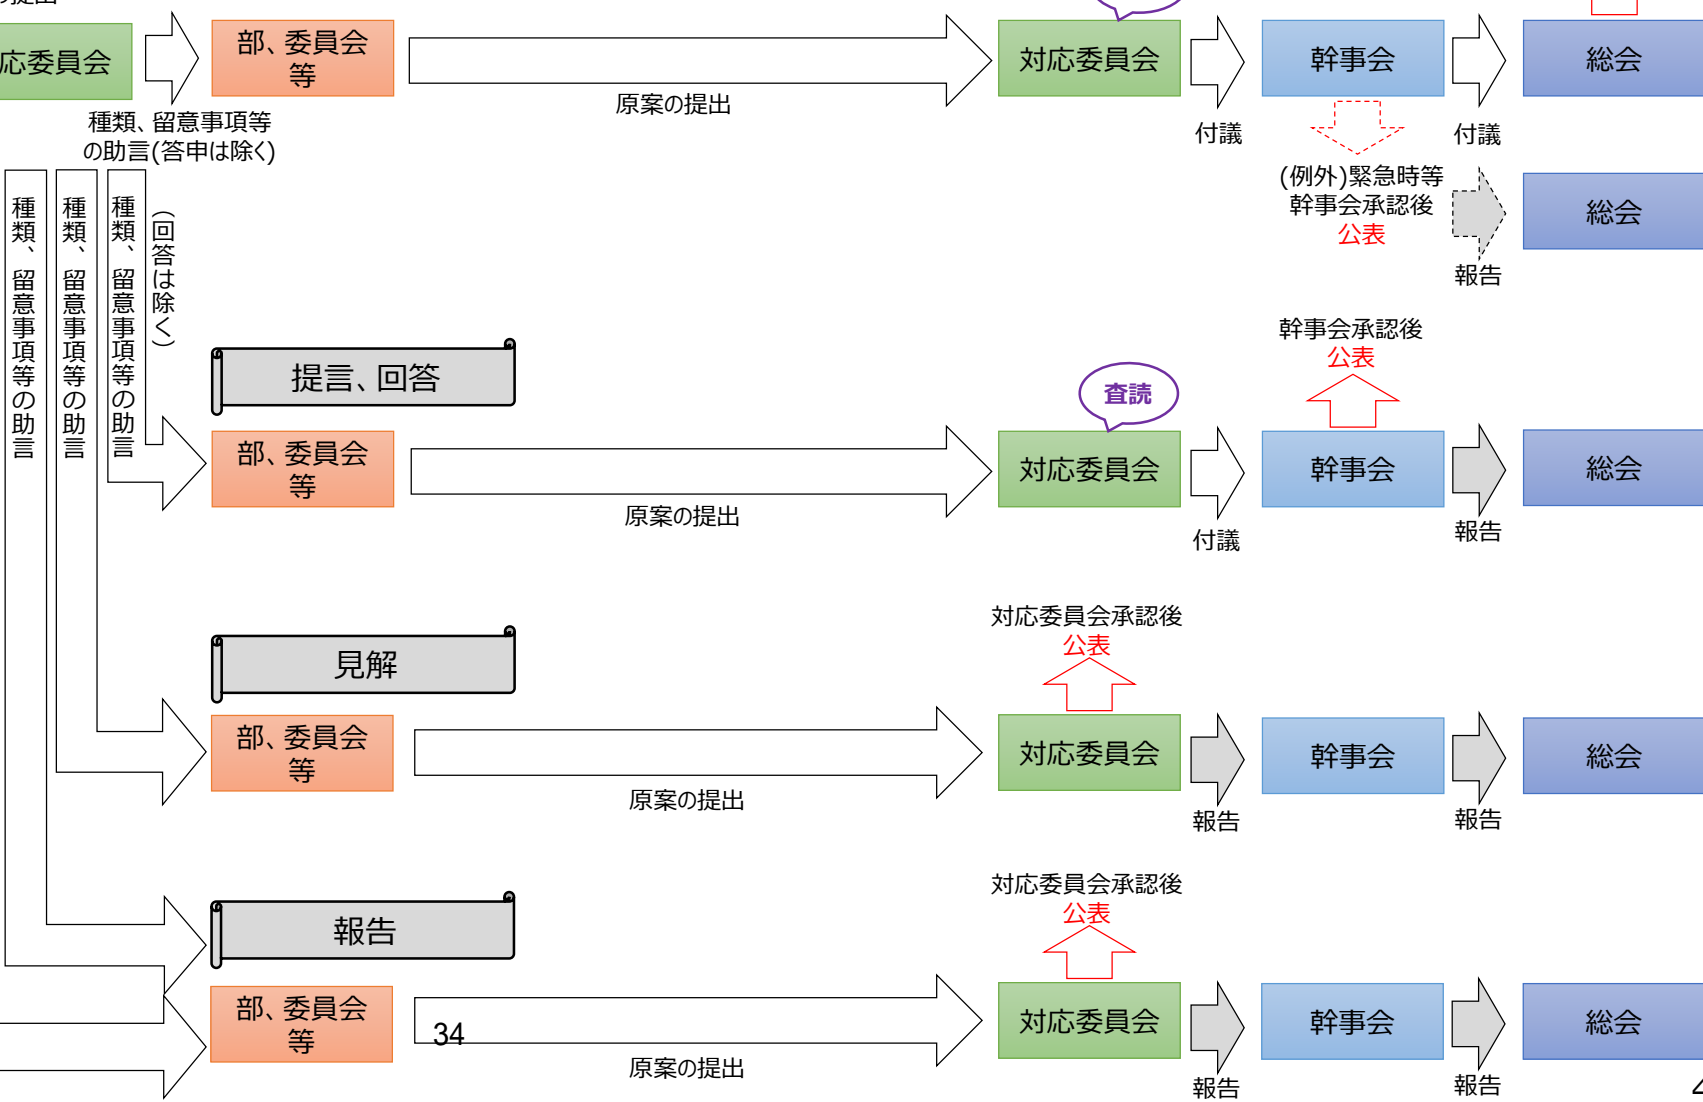 の提出
応委員会
部、委員会
等
原案の提出
対応委員会
付議
幹事会
付議
総会
種類、留意事項等
の助言(答申は除く)
(例外)緊急時等
幹事会承認後
公表
報告
総会
種類、留意事項等の助言
種類、留意事項等の助言
種類、留意事項等の助言
(回答は除く)
提言、回答
部、委員会
等
原案の提出
査読
対応委員会
付議
幹事会承認後
公表
幹事会
報告
総会
見解
部、委員会
等
原案の提出
対応委員会承認後
公表
対応委員会
報告
幹事会
報告
総会
報告
部、委員会
等
34
原案の提出
対応委員会承認後
公表
対応委員会
報告
幹事会
報告
総会